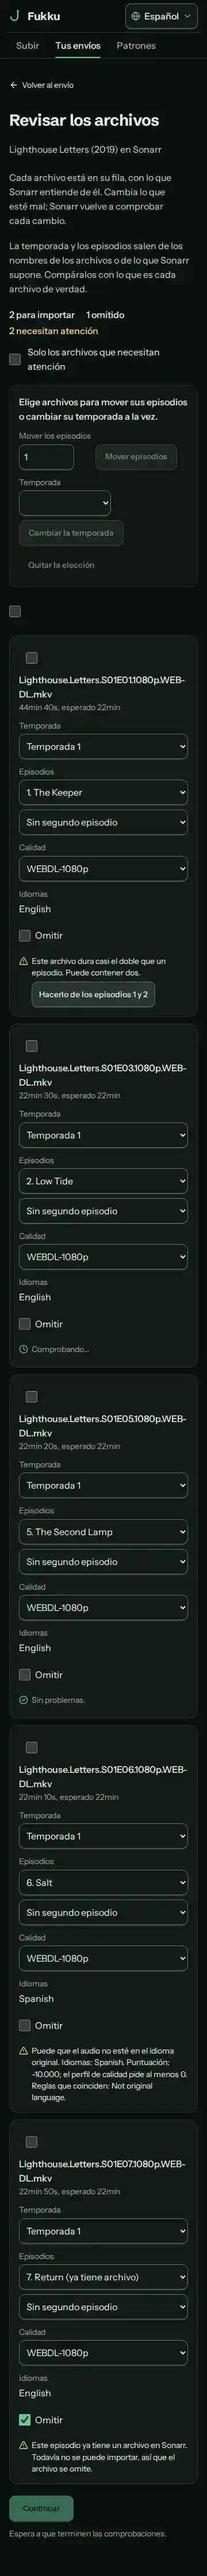 Fukku
Español
Subir
Tus envíos
Patrones
Volver al envío
Revisar los archivos
Lighthouse Letters (2019) en Sonarr
Cada archivo está en su fila, con lo que
Sonarr entiende de él. Cambia lo que
esté mal; Sonarr vuelve a comprobar
cada cambio.
La temporada y los episodios salen de los
nombres de los archivos o de lo que Sonarr
supone. Compáralos con lo que es cada
archivo de verdad.
2 para importar 1 omitido
2 necesitan atención
Solo los archivos que necesitan
atención
Elige archivos para mover sus episodios
o cambiar su temporada a la vez.
Mover los episodios
1
Mover episodios
Temporada
Cambiar la temporada
Quitar la elección
Lighthouse.Letters.S01E01.1080p.WEB-
DL.mkv
44min 40s, esperado 22min
Temporada
Temporada 1
Episodios
1. The Keeper
Sin segundo episodio
Calidad
WEBDL-1080p
Idiomas
English
Omitir
Este archivo dura casi el doble que un
episodio. Puede contener dos.
Hacerlo de los episodios 1 y 2
Lighthouse.Letters.S01E03.1080p.WEB-
DL.mkv
22min 30s, esperado 22min
Temporada
Temporada 1
Episodios
2. Low Tide
Sin segundo episodio
Calidad
WEBDL-1080p
Idiomas
English
Omitir
Comprobando…
Lighthouse.Letters.S01E05.1080p.WEB-
DL.mkv
22min 20s, esperado 22min
Temporada
Temporada 1
Episodios
5. The Second Lamp
Sin segundo episodio
Calidad
WEBDL-1080p
Idiomas
English
Omitir
Sin problemas.
Lighthouse.Letters.S01E06.1080p.WEB-
DL.mkv
22min 10s, esperado 22min
Temporada
Temporada 1
Episodios
6. Salt
Sin segundo episodio
Calidad
WEBDL-1080p
Idiomas
Spanish
Omitir
Puede que el audio no esté en el idioma
original. Idiomas: Spanish. Puntuación:
-10.000; el perfil de calidad pide al menos 0.
Reglas que coinciden: Not original
language.
Lighthouse.Letters.S01E07.1080p.WEB-
DL.mkv
22min 50s, esperado 22min
Temporada
Temporada 1
Episodios
7. Return (ya tiene archivo)
Sin segundo episodio
Calidad
WEBDL-1080p
Idiomas
English
Omitir
Este episodio ya tiene un archivo en Sonarr.
Todavía no se puede importar, así que el
archivo se omite.
Continuar
Espera a que terminen las comprobaciones.